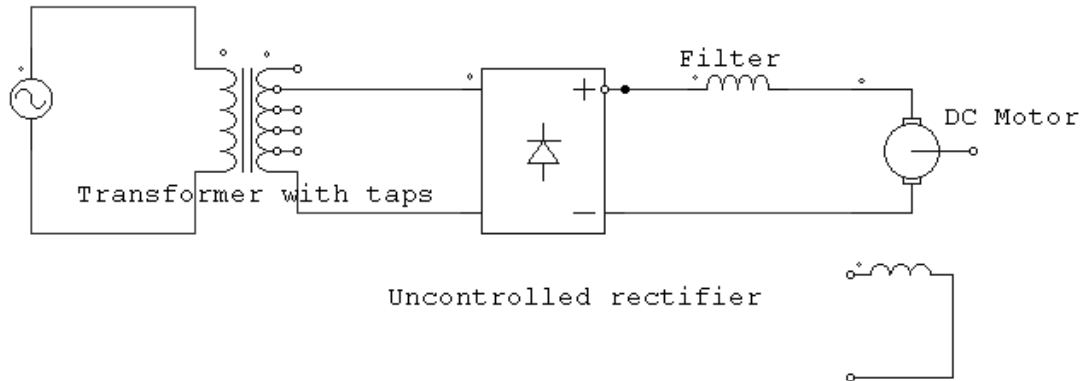 Filter
DC Motor
Transformer with taps
Uncontrolled rectifier